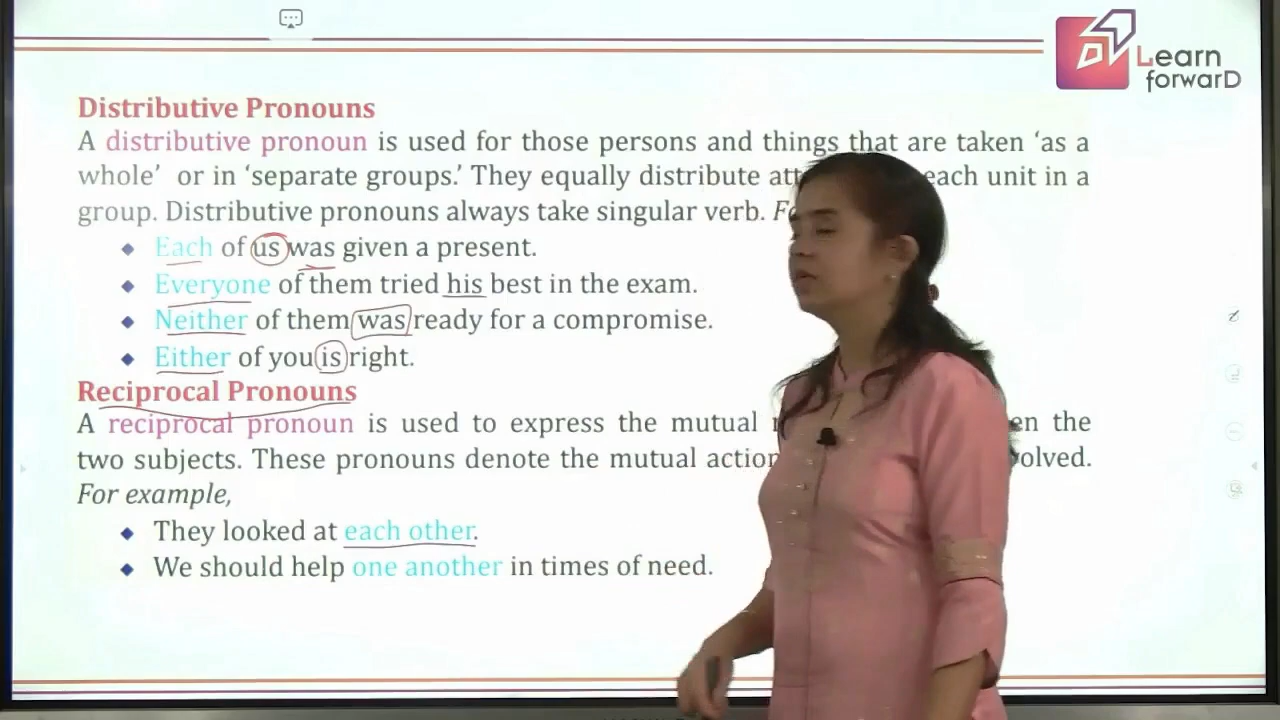 Learn
forwarD
Distributive Pronouns
A distributive pronoun is used for those persons and things that are taken ‘as a
whole’ or in ‘separate groups.’ They equally distribute each unit in a
group. Distributive pronouns always take singular verb.
Each of us was given a present.
Everyone of them tried his best in the exam.
Neither of them was ready for a compromise.
Either of you is right.
Reciprocal Pronouns
A reciprocal pronoun is used to express the mutual the
two subjects. These pronouns denote the mutual
For example,
They looked at each other.
We should help one another in times of need.